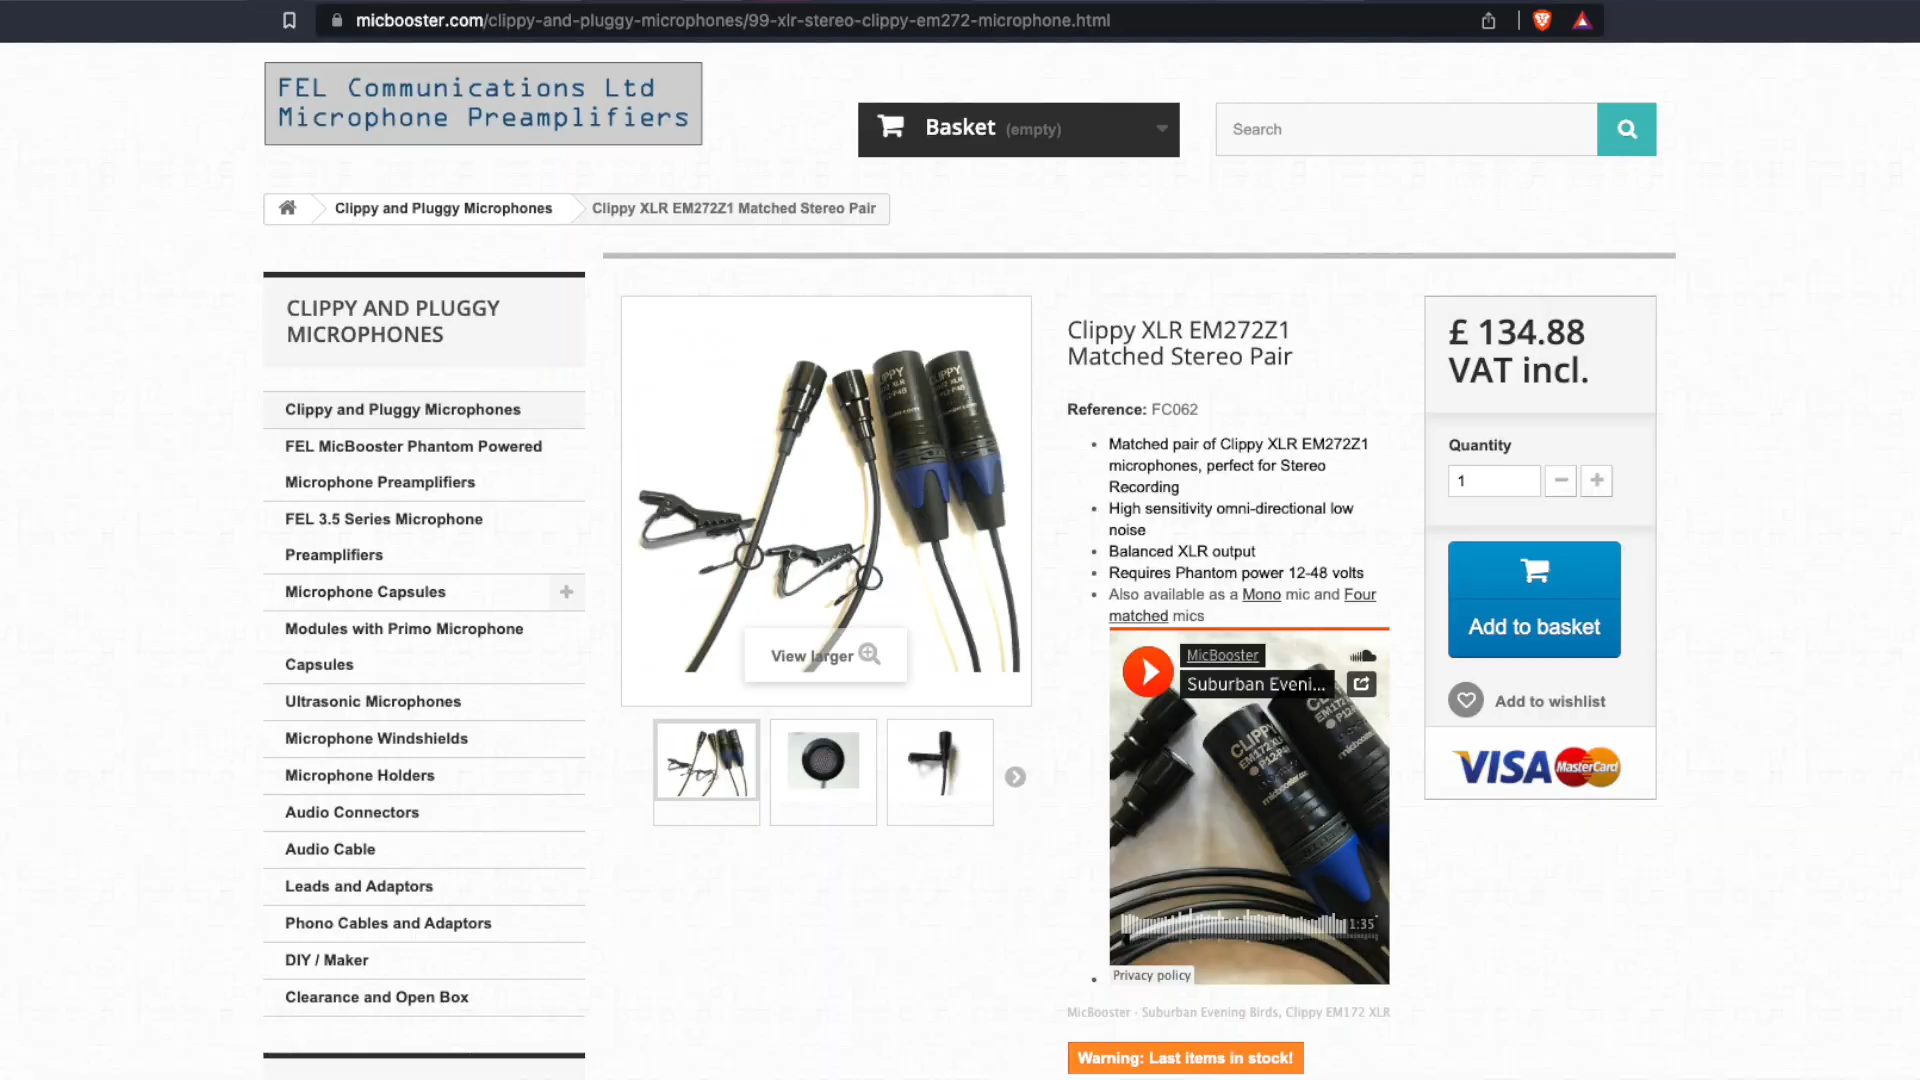 micbooster.com/clippy-and-pluggy-microphones/99-xlr-stereo-clippy-em272-microphone.html
FEL Communications Ltd
Microphone Preamplifiers
Basket (empty)
Search
Clippy and Pluggy Microphones
Clippy XLR EM272Z1 Matched Stereo Pair
CLIPPY AND PLUGGY
MICROPHONES
Clippy and Pluggy Microphones
FEL MicBooster Phantom Powered
Microphone Preamplifiers
FEL 3.5 Series Microphone
Preamplifiers
Microphone Capsules
Modules with Primo Microphone
Capsules
Ultrasonic Microphones
Microphone Windshields
Microphone Holders
Audio Connectors
Audio Cable
Leads and Adaptors
Phono Cables and Adaptors
DIY / Maker
Clearance and Open Box
View larger
Clippy XLR EM272Z1
Matched Stereo Pair
Reference: FC062
Matched pair of Clippy XLR EM272Z1
microphones, perfect for Stereo
Recording
High sensitivity omni-directional low
noise
Balanced XLR output
Requires Phantom power 12-48 volts
Also available as a Mono mic and Four
matched mics
MicBooster
Suburban Eveni...
CLIPPY
EM172 XLR
P12-P48
1:35
Privacy policy
MicBooster · Suburban Evening Birds, Clippy EM172 XLR
Warning: Last items in stock!
£ 134.88
VAT incl.
Quantity
1
Add to basket
Add to wishlist
VISA MasterCard